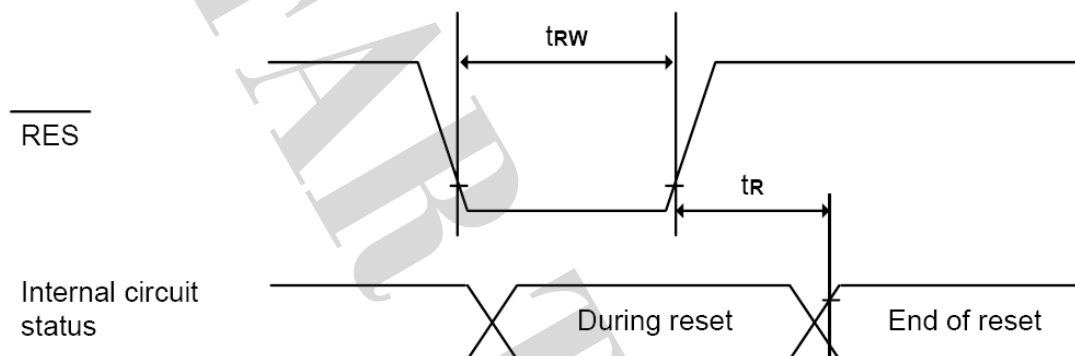 tRW
RES
tR
Internal circuit
status
During reset
End of reset